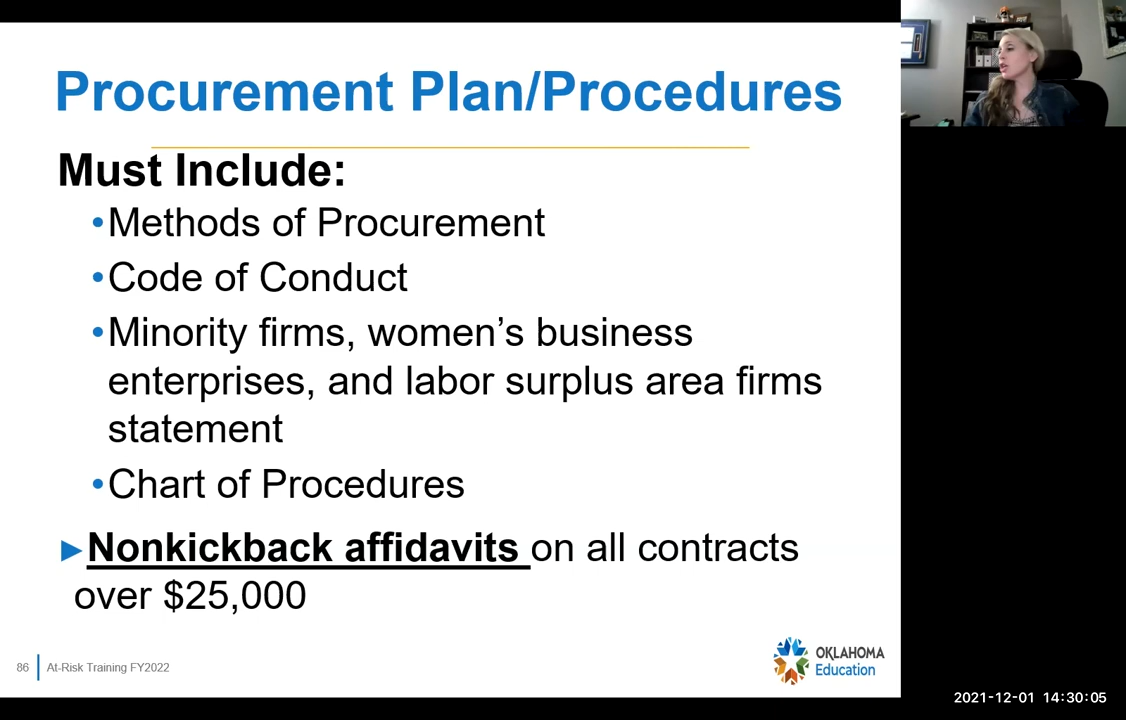 Procurement Plan/Procedures
Must Include:
•Methods of Procurement
•Code of Conduct
•Minority firms, women’s business
enterprises, and labor surplus area firms
statement
•Chart of Procedures
►Nonkickback affidavits on all contracts
over $25,000
86 At-Risk Training FY2022
OKLAHOMA
Education
2021-12-01 14:30:05